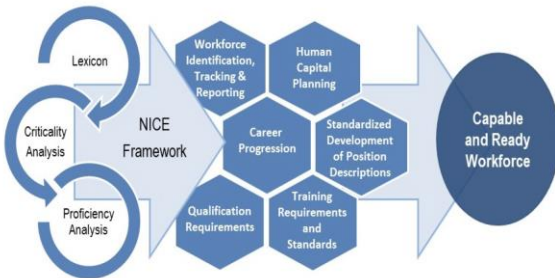 Lexicon
Criticality
Analysis
Proficiency
Analysis
NICE
Framework
Workforce
Identification,
Tracking &
Reporting
Human
Capital
Planning
Career
Progression
Standardized
Development
of Position
Descriptions
Qualification
Requirements
Training
Requirements
and
Standards
Capable
and Ready
Workforce